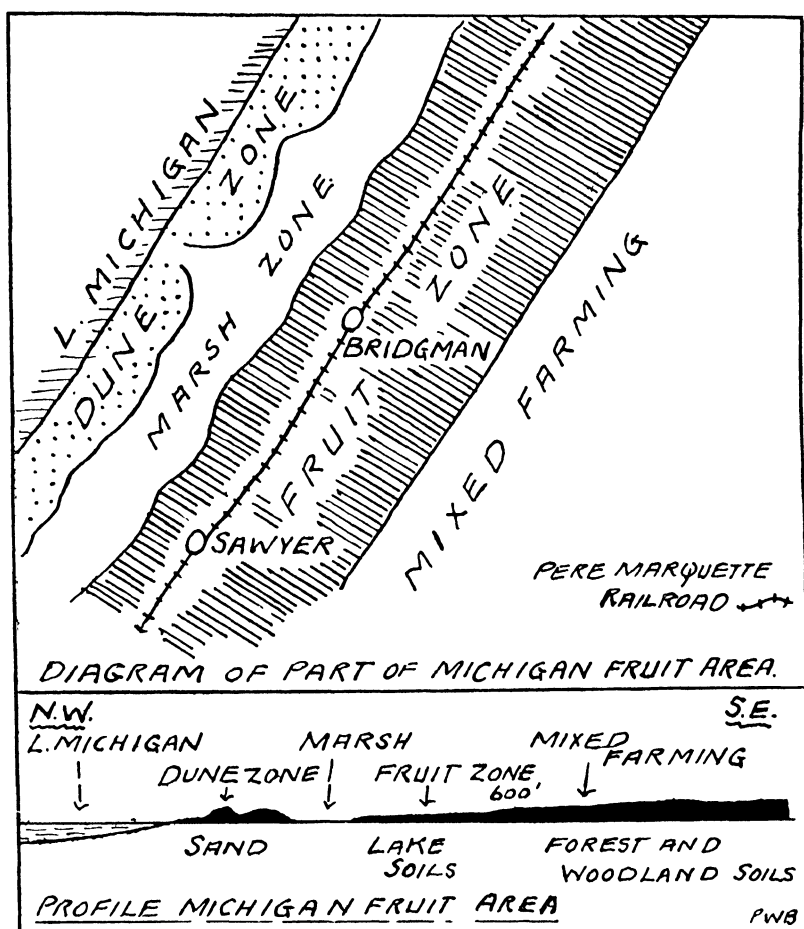 L. MICHIGAN
DUNE ZONE
MARSH ZONE.
FRUIT ZONE
BRIDGMAN
SAWYER
MIXED FARMING
PERE MARQUETTE
RAILROAD
DIAGRAM OF PART OF MICHIGAN FRUIT AREA.
N.W.
S.E.
L. MICHIGAN
MARSH
MIXED
FARMING
DUNE ZONE
FRUIT ZONE
600'
SAND
LAKE
SOILS
FOREST AND
WOODLAND SOILS
PROFILE MICHIGAN FRUIT AREA
PWB